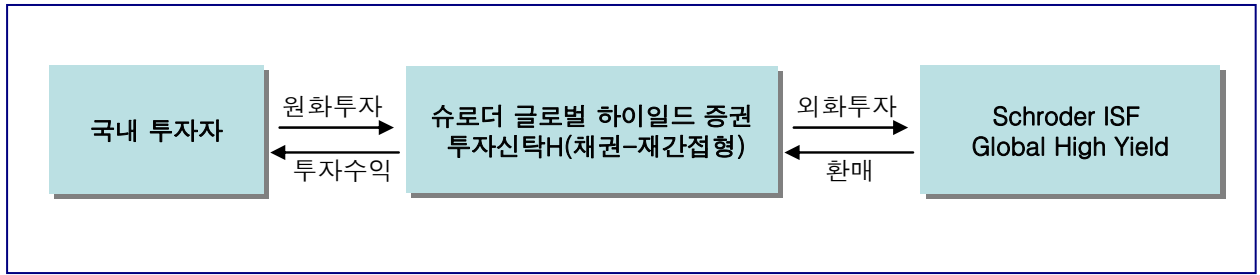 국내 투자자
원화투자
투자수익
슈로더 글로벌 하이일드 증권
투자신탁H(채권-재간접형)
외화투자
환매
Schroder ISF
Global High Yield